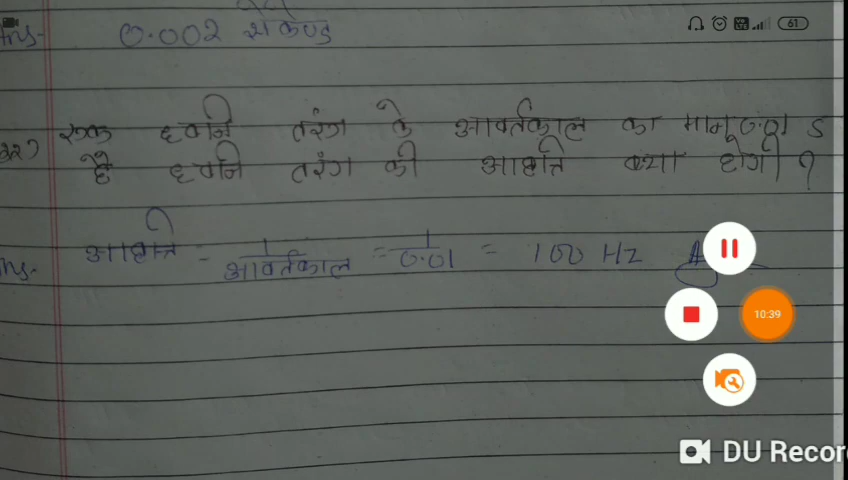 Ans- 0.002 सेकेण्ड
61
एक ध्वनि तरंग के आवर्तकाल का मान 0.01 S
है ध्वनि तरंग की आवृत्ति क्या होगी ?
Ans- आवृत्ति = 1/आवर्तकाल = 1/0.01 = 100 Hz
10:39
DU Recor